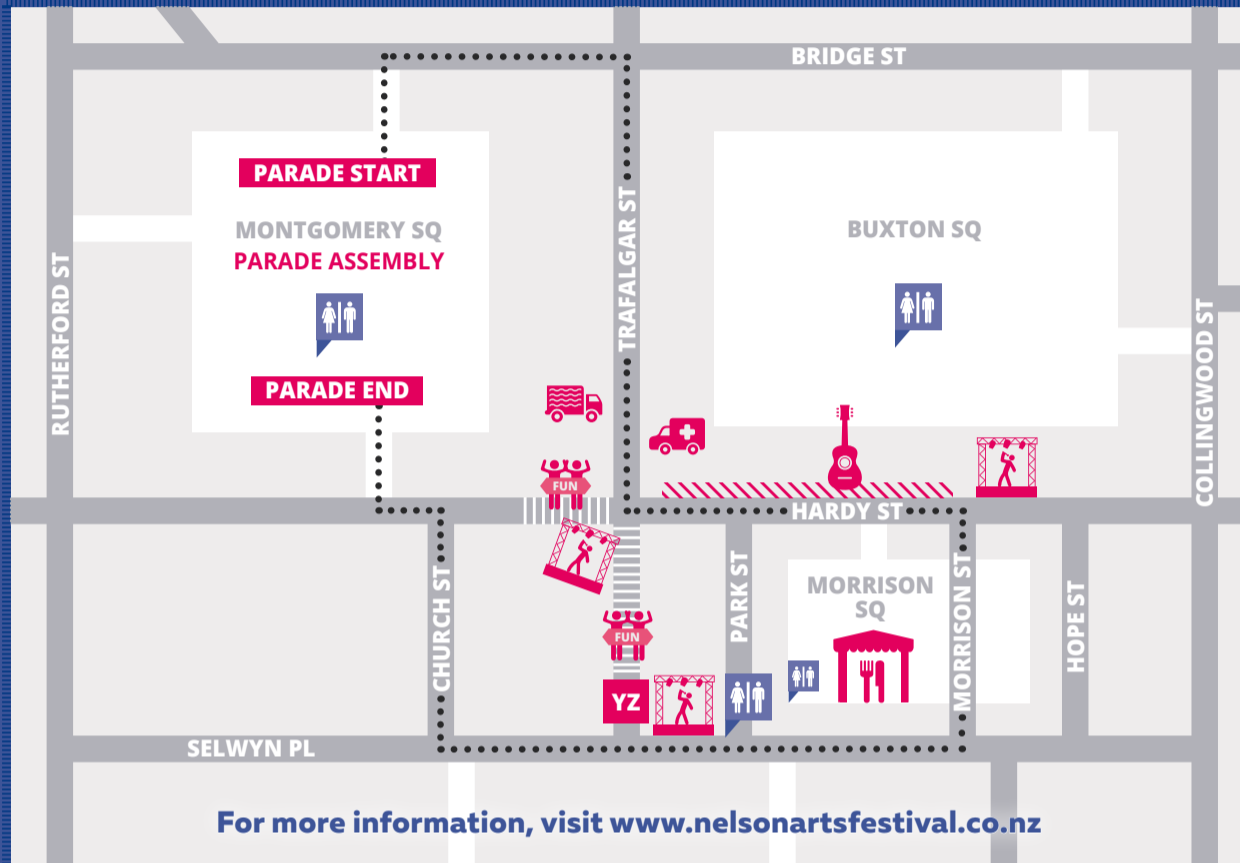 BRIDGE ST
PARADE START
MONTGOMERY SQ
PARADE ASSEMBLY
BUXTON SQ
TRAFALGAR ST
RUTHERFORD ST
COLLINGWOOD ST
PARADE END
FUN
HARDY ST
CHURCH ST
PARK ST
MORRISON
SQ
MORRISON ST
HOPE ST
FUN
YZ
SELWYN PL
For more information, visit www.nelsonartsfestival.co.nz